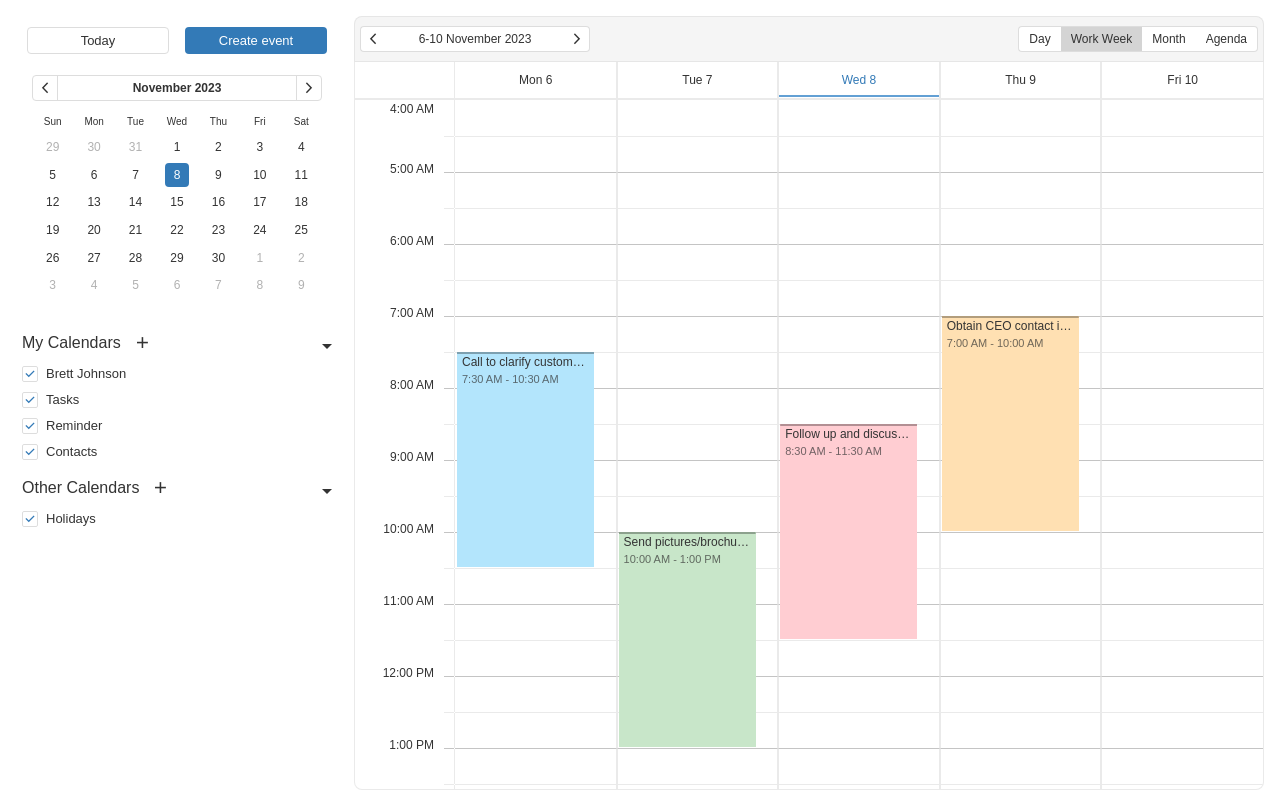 Today
Create event
November 2023
Sun Mon Tue Wed Thu Fri Sat
29 30 31 1 2 3 4
5 6 7 8 9 10 11
12 13 14 15 16 17 18
19 20 21 22 23 24 25
26 27 28 29 30 1 2
3 4 5 6 7 8 9
My Calendars
Brett Johnson
Tasks
Reminder
Contacts
Other Calendars
Holidays
6-10 November 2023
Day Work Week Month Agenda
Mon 6 Tue 7 Wed 8 Thu 9 Fri 10
4:00 AM
5:00 AM
6:00 AM
7:00 AM
8:00 AM
9:00 AM
10:00 AM
11:00 AM
12:00 PM
1:00 PM
Call to clarify custom…
7:30 AM - 10:30 AM
Send pictures/brochu…
10:00 AM - 1:00 PM
Follow up and discus…
8:30 AM - 11:30 AM
Obtain CEO contact i…
7:00 AM - 10:00 AM